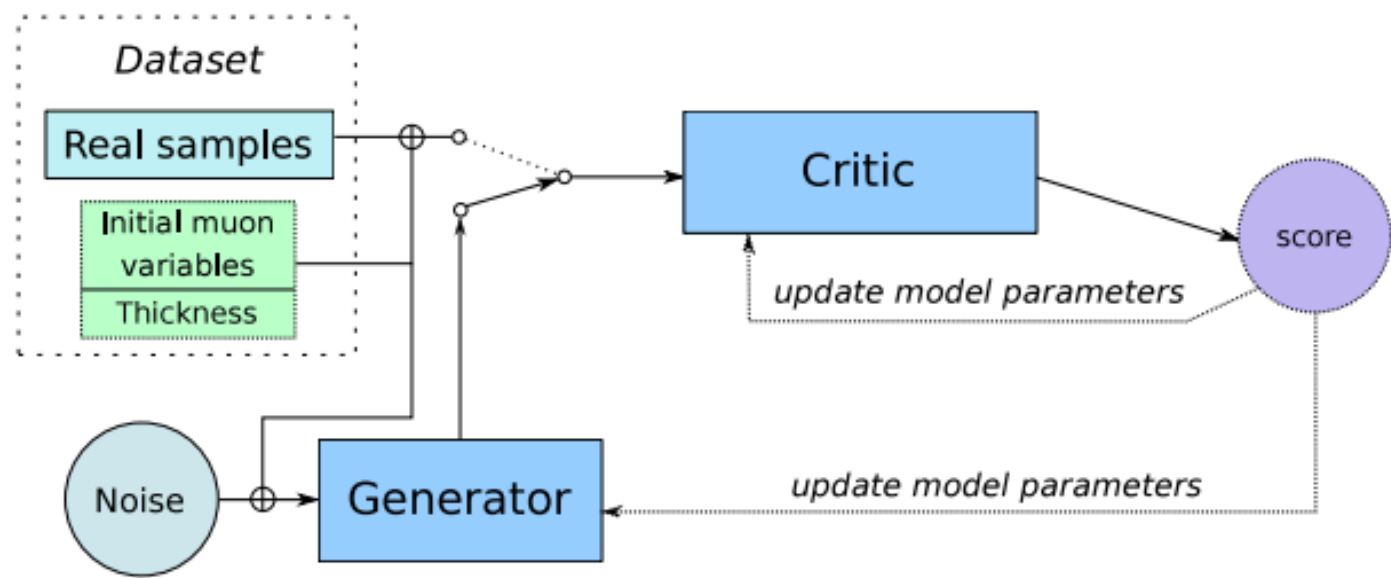 Dataset
Real samples
Initial muon
variables
Thickness
Critic
score
update model parameters
Noise
Generator
update model parameters